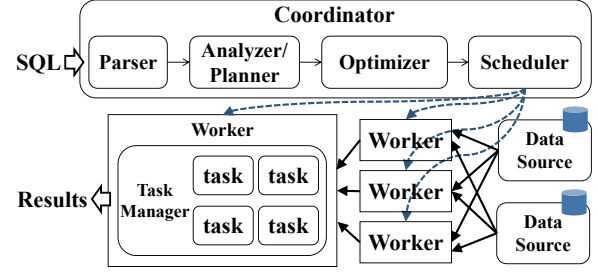 Coordinator
SQL
Parser
Analyzer/
Planner
Optimizer
Scheduler
Worker
Task
Manager
task
task
task
task
Results
Worker
Worker
Worker
Data
Source
Data
Source